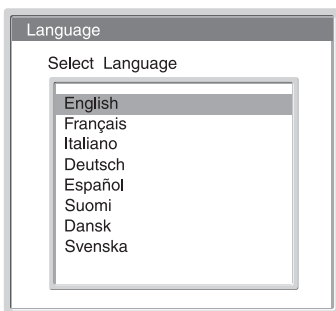 Language
Select Language
English
Français
Italiano
Deutsch
Español
Suomi
Dansk
Svenska